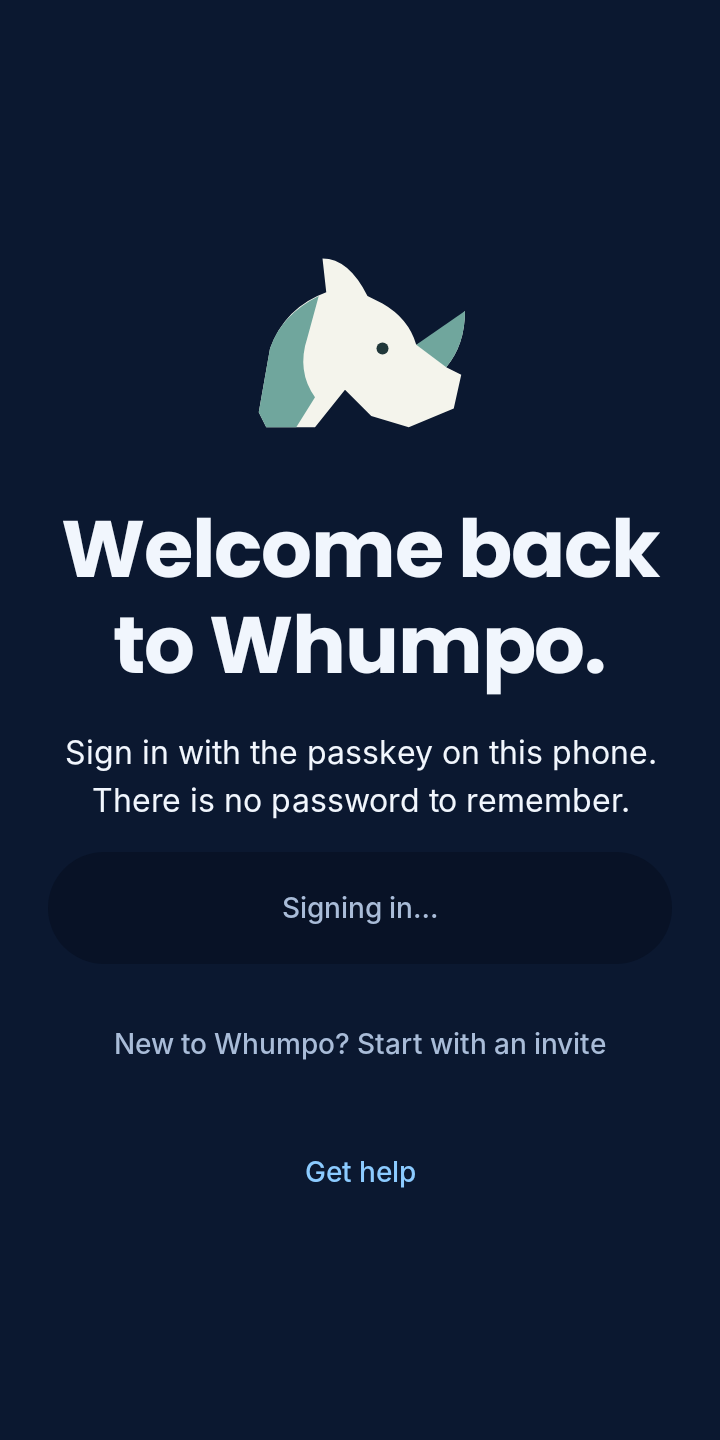 Welcome back
to Whumpo.
Sign in with the passkey on this phone.
There is no password to remember.
Signing in...
New to Whumpo? Start with an invite
Get help